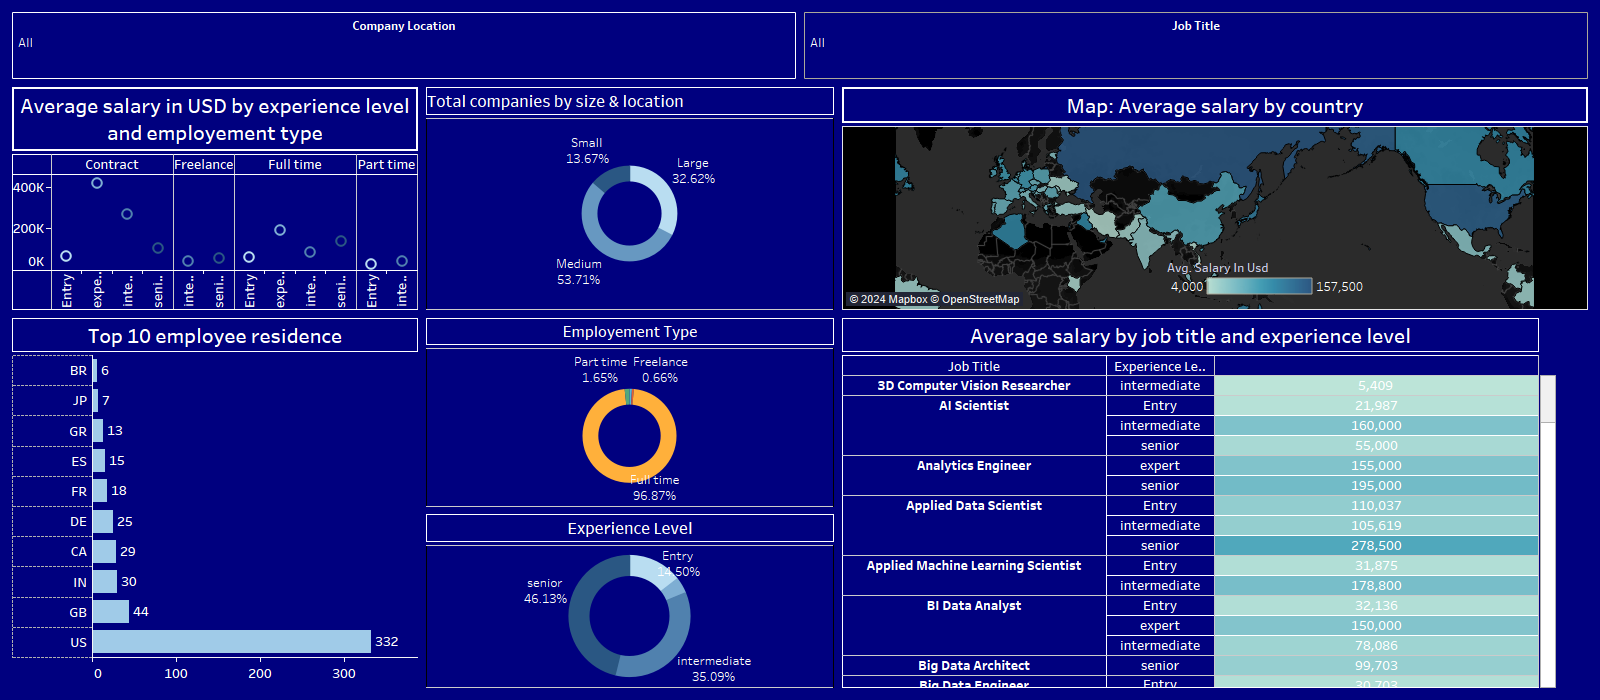 Company Location
All
Job Title
All
Average salary in USD by experience level
and employement type
Contract
Freelance
Full time
Part time
400K
200K
0K
Entry
expe..
inte..
seni..
inte..
seni..
Entry
expe..
inte..
seni..
Entry
inte..
Total companies by size & location
Small
13.67%
Large
32.62%
Medium
53.71%
Map: Average salary by country
Avg. Salary In Usd
4,000
157,500
© 2024 Mapbox © OpenStreetMap
Top 10 employee residence
BR 6
JP 7
GR 13
ES 15
FR 18
DE 25
CA 29
IN 30
GB 44
US 332
0 100 200 300
Employement Type
Part time Freelance
1.65% 0.66%
Full time
96.87%
Experience Level
Entry
14.50%
senior
46.13%
intermediate
35.09%
Average salary by job title and experience level
Job Title Experience Le..
3D Computer Vision Researcher intermediate 5,409
AI Scientist Entry 21,987
intermediate 160,000
senior 55,000
Analytics Engineer expert 155,000
senior 195,000
Applied Data Scientist Entry 110,037
intermediate 105,619
senior 278,500
Applied Machine Learning Scientist Entry 31,875
intermediate 178,800
BI Data Analyst Entry 32,136
expert 150,000
intermediate 78,086
Big Data Architect senior 99,703
Big Data Engineer Entry 30,703